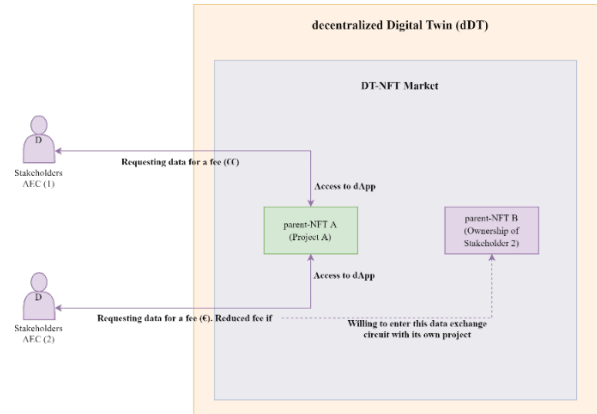 decentralized Digital Twin (dDT)
DT-NFT Market
D
Stakeholders
AEC (1)
Requesting data for a fee (€€)
Access to dApp
parent-NFT A
(Project A)
parent-NFT B
(Ownership of
Stakeholder 2)
Access to dApp
D
Stakeholders
AEC (2)
Requesting data for a fee (€). Reduced fee if
Willing to enter this data exchange
circuit with its own project